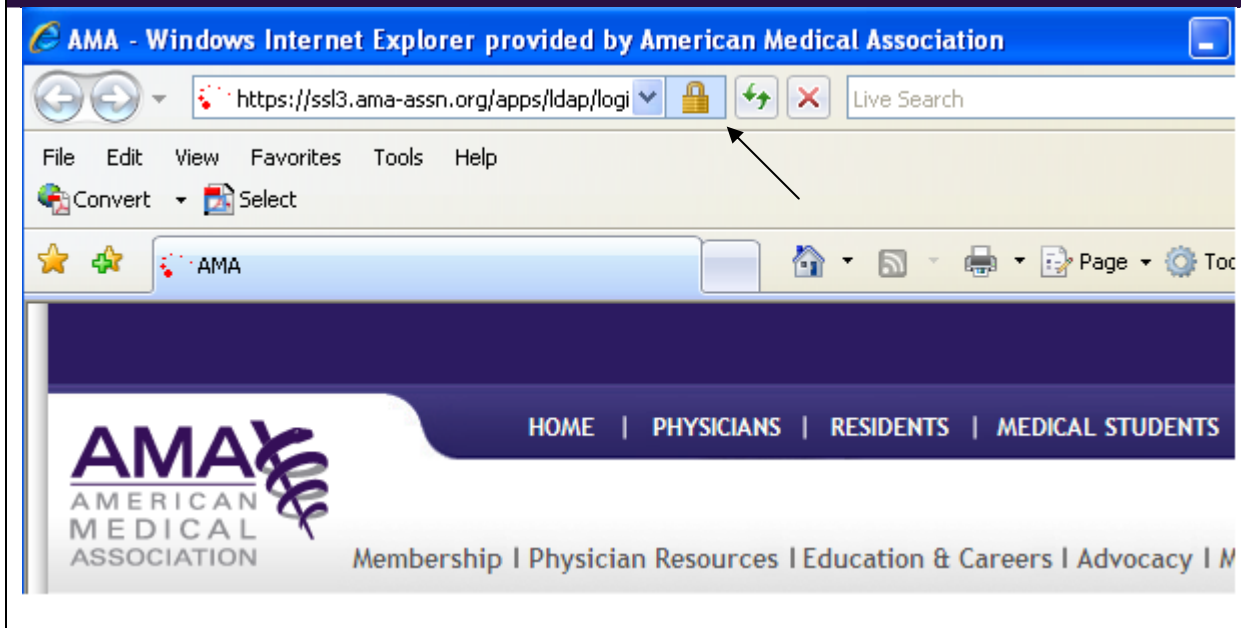 AMA - Windows Internet Explorer provided by American Medical Association
https://ssl3.ama-assn.org/apps/ldap/logi
Live Search
File Edit View Favorites Tools Help
Convert Select
AMA
Page Too
HOME | PHYSICIANS | RESIDENTS | MEDICAL STUDENTS
AMA
AMERICAN
MEDICAL
ASSOCIATION
Membership | Physician Resources | Education & Careers | Advocacy | M